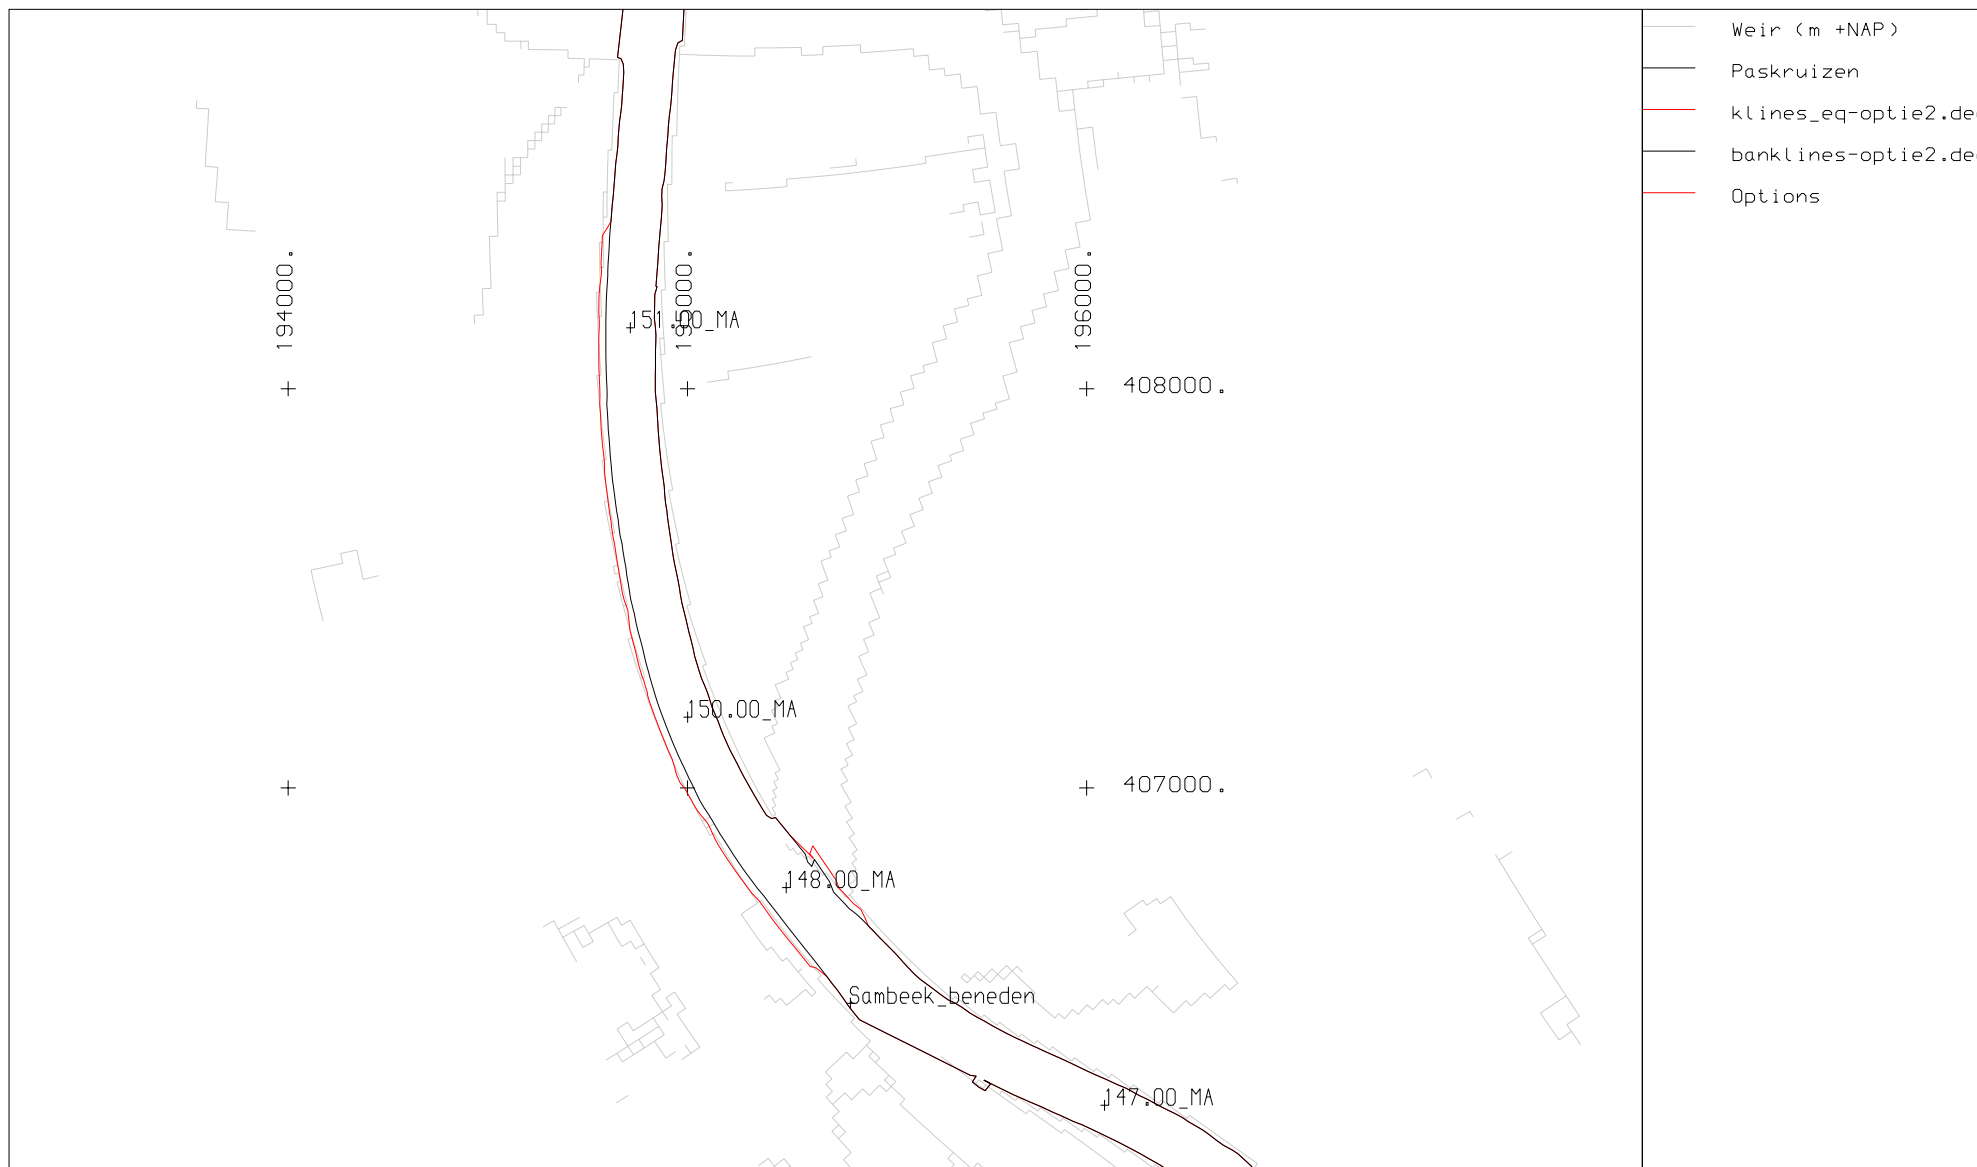 Weir (m +NAP)
Paskruizen
klines_eq-optie2.de
banklines-optie2.de
Options
194000.
195000.
196000.
151.00_MA
408000.
150.00_MA
407000.
148.00_MA
Sambeek_beneden
147.00_MA